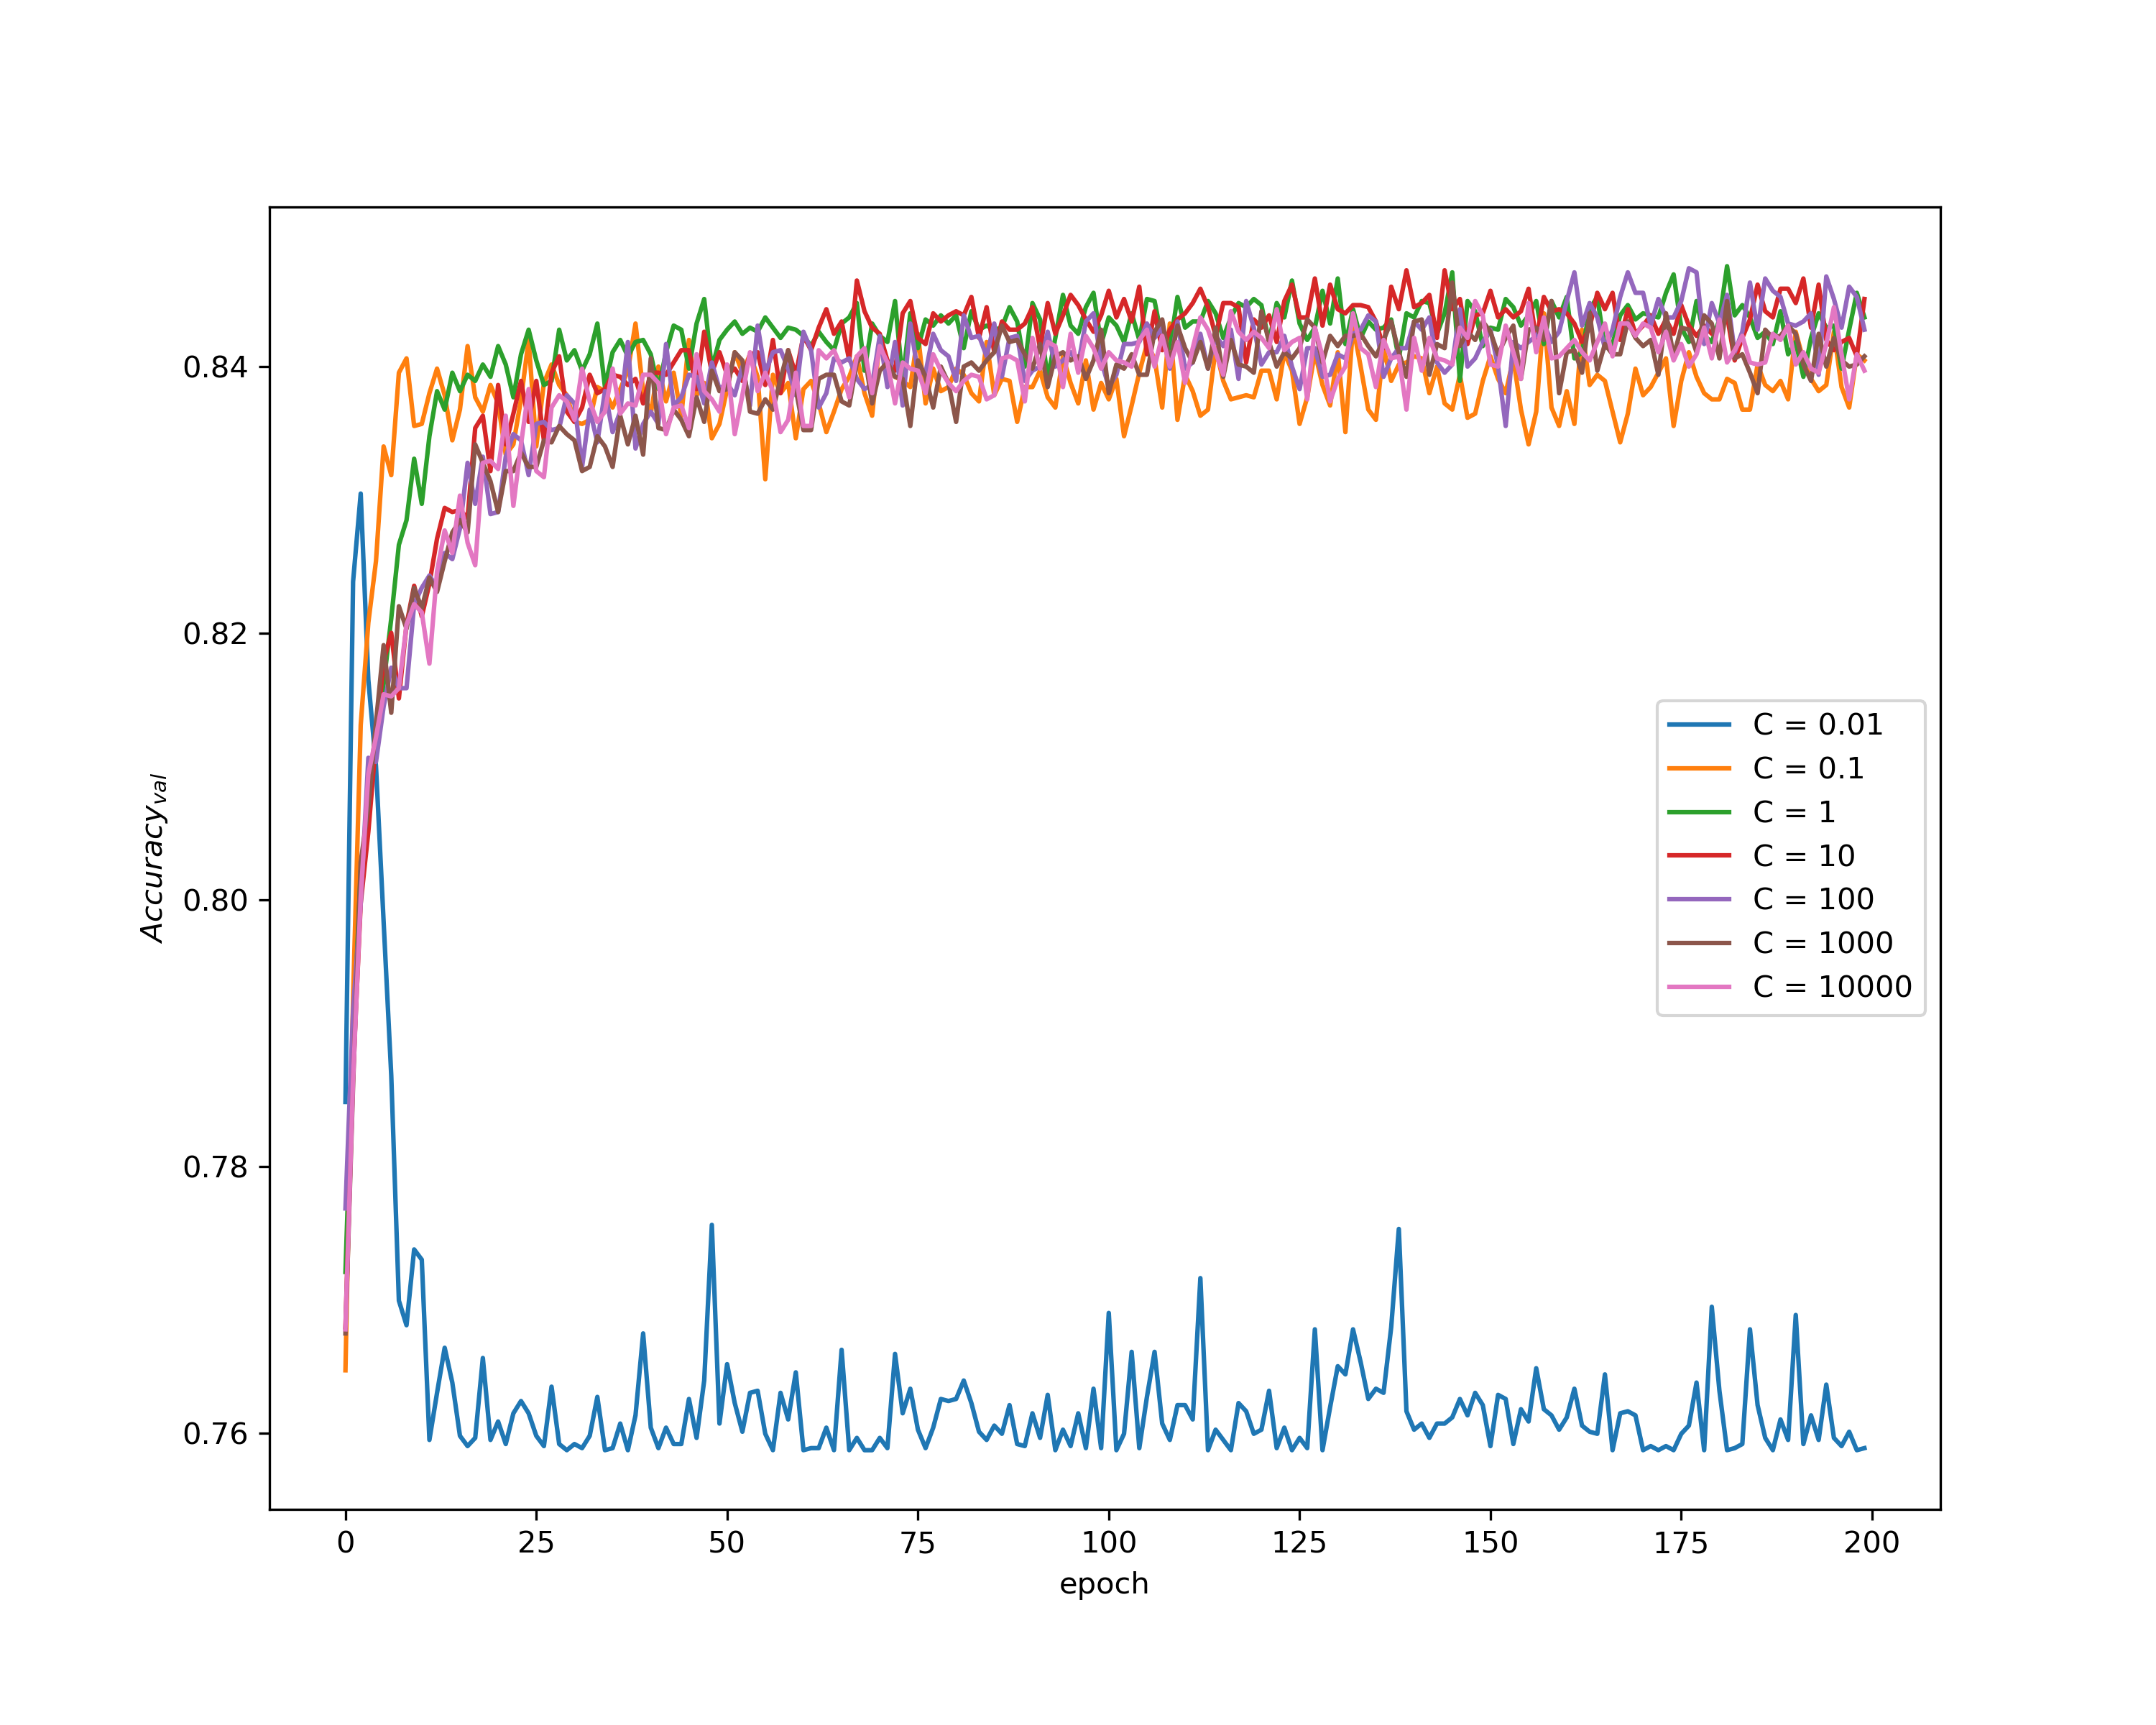 0.84
0.82
0.80
0.78
0.76
Accuracy_val
C = 0.01
C = 0.1
C = 1
C = 10
C = 100
C = 1000
C = 10000
0 25 50 75 100 125 150 175 200
epoch